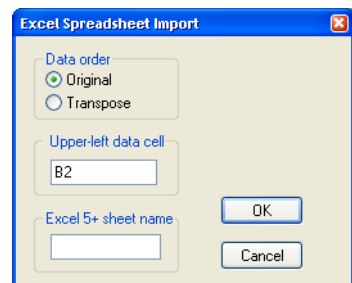 Excel Spreadsheet Import
Data order
Original
Transpose
Upper-left data cell
B2
Excel 5+ sheet name
OK
Cancel